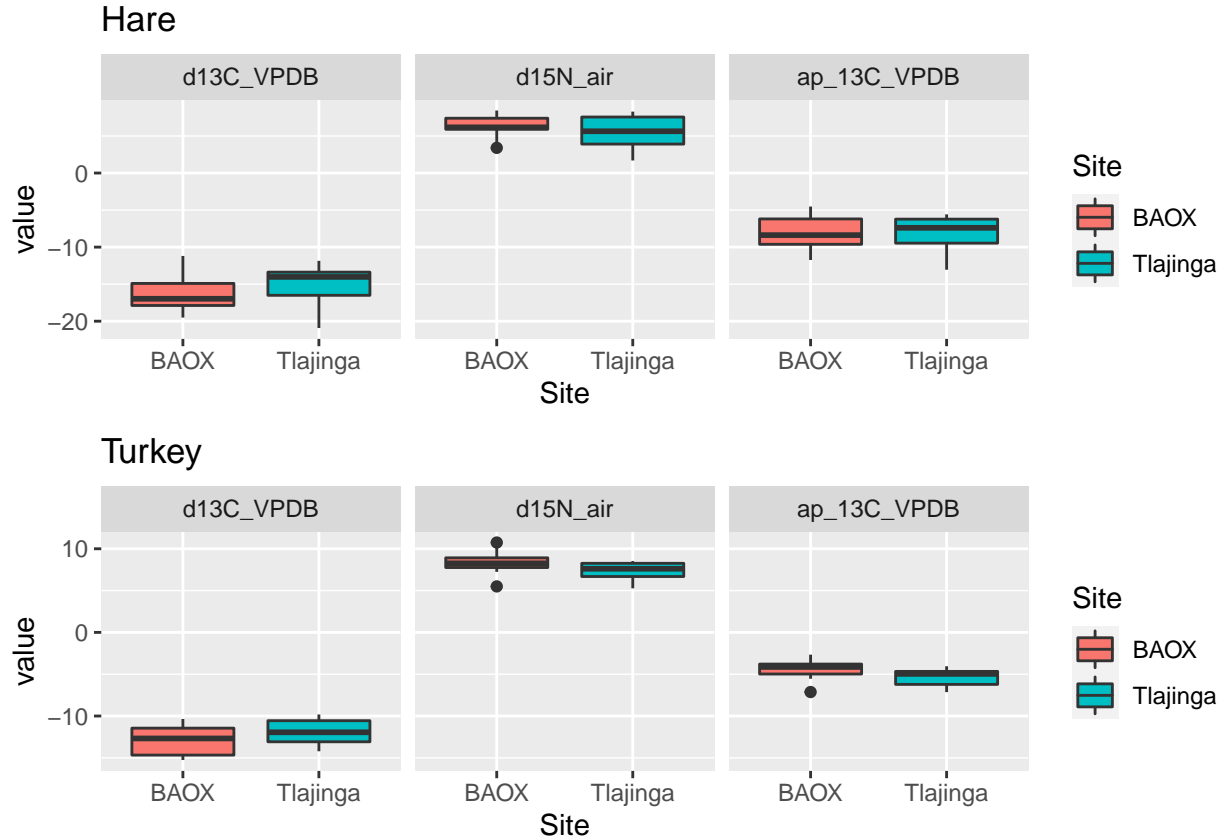 Hare
d13C_VPDB d15N_air ap_13C_VPDB
value
0
−10
−20
BAOX Tlajinga BAOX Tlajinga BAOX Tlajinga
Site
Site
BAOX
Tlajinga
Turkey
d13C_VPDB d15N_air ap_13C_VPDB
value
10
0
−10
BAOX Tlajinga BAOX Tlajinga BAOX Tlajinga
Site
Site
BAOX
Tlajinga